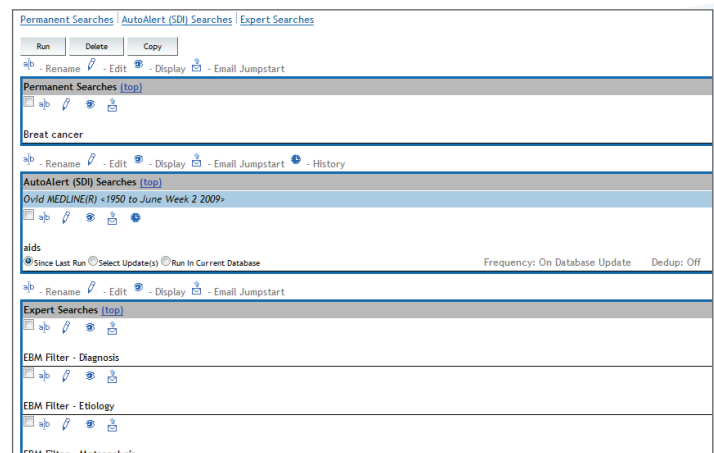 Permanent Searches AutoAlert (SDI) Searches Expert Searches
Run Delete Copy
a|b - Rename - Edit - Display - Email Jumpstart
Permanent Searches (top)
a|b
Breat cancer
a|b - Rename - Edit - Display - Email Jumpstart - History
AutoAlert (SDI) Searches (top)
Ovid MEDLINE(R) <1950 to June Week 2 2009>
a|b
aids
Since Last Run Select Update(s) Run In Current Database Frequency: On Database Update Dedup: Off
a|b - Rename - Edit - Display - Email Jumpstart
Expert Searches (top)
a|b
EBM Filter - Diagnosis
a|b
EBM Filter - Etiology
a|b
EBM Filter - Metaanalysis